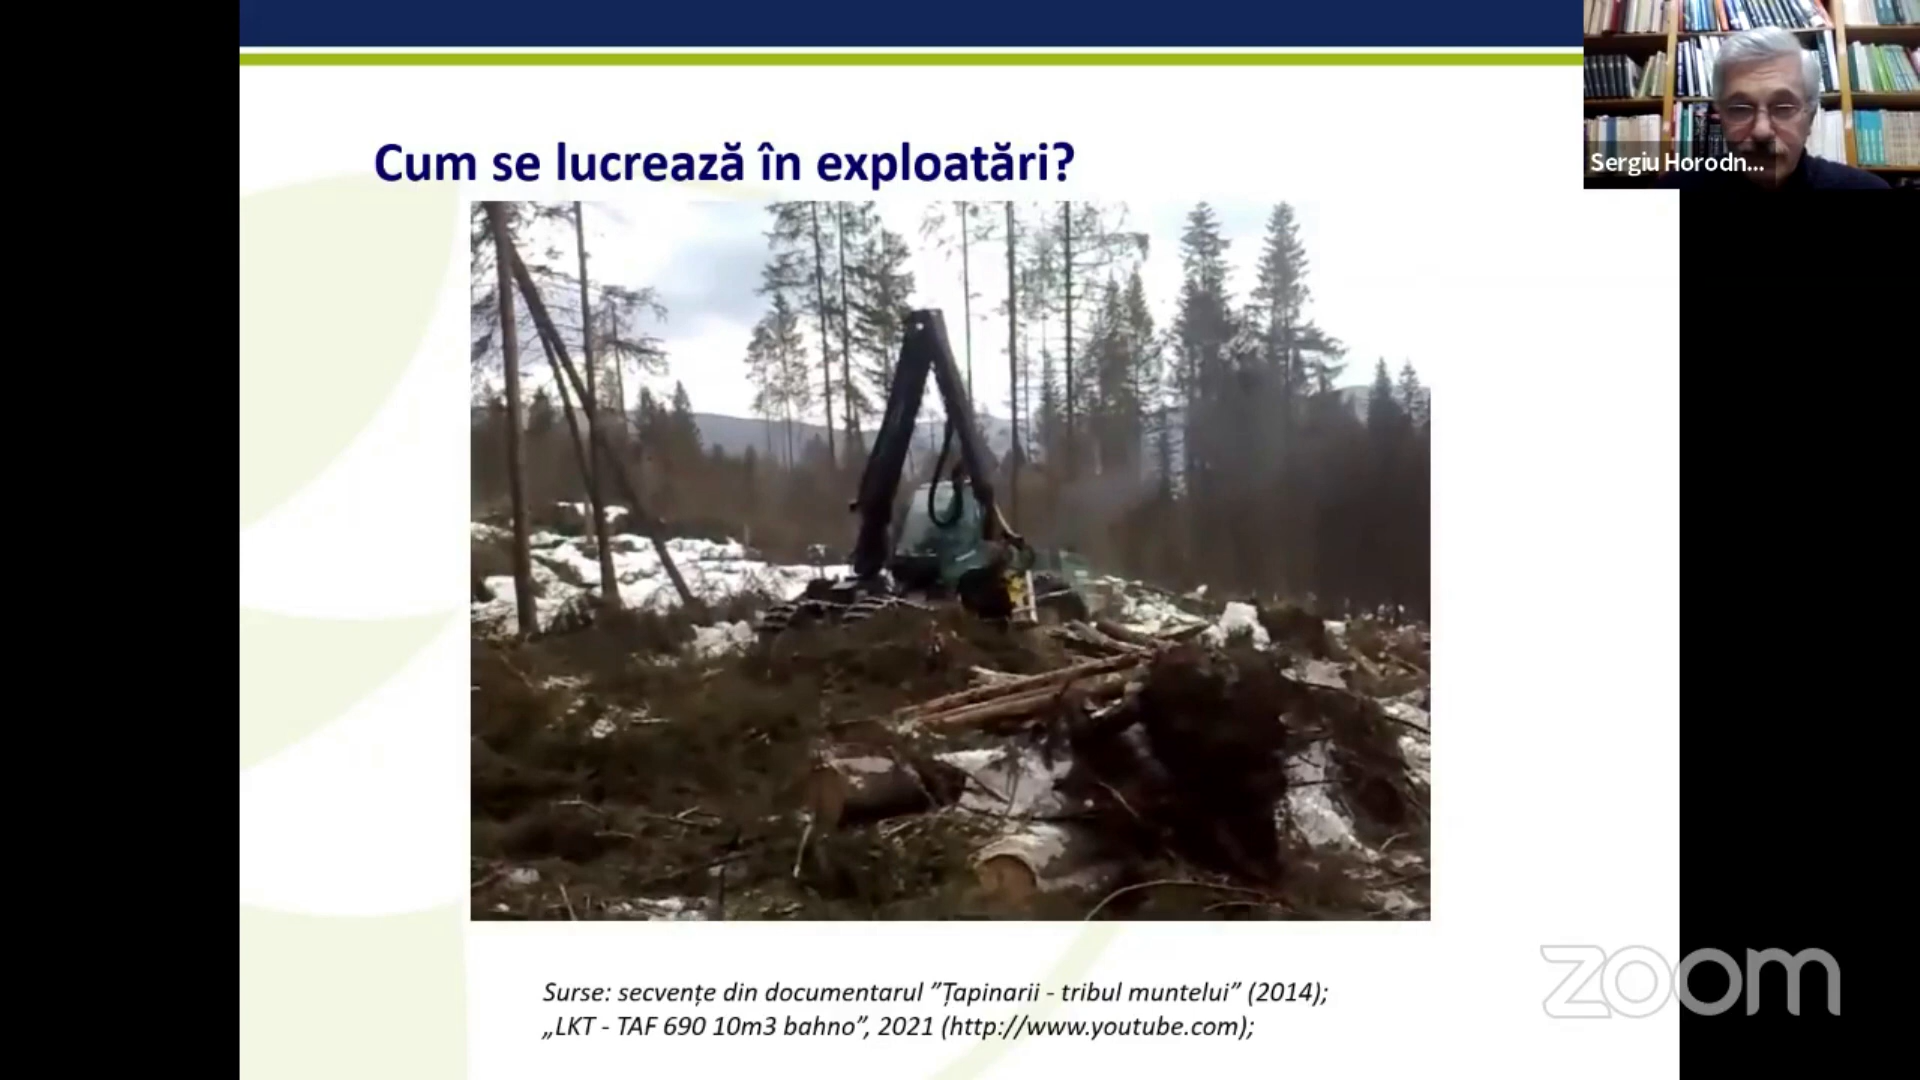 Cum se lucrează în exploatări?
Sergiu Horodn...
Surse: secvențe din documentarul ”Țapinarii - tribul muntelui” (2014);
„LKT - TAF 690 10m3 bahno”, 2021 (http://www.youtube.com);
zoom